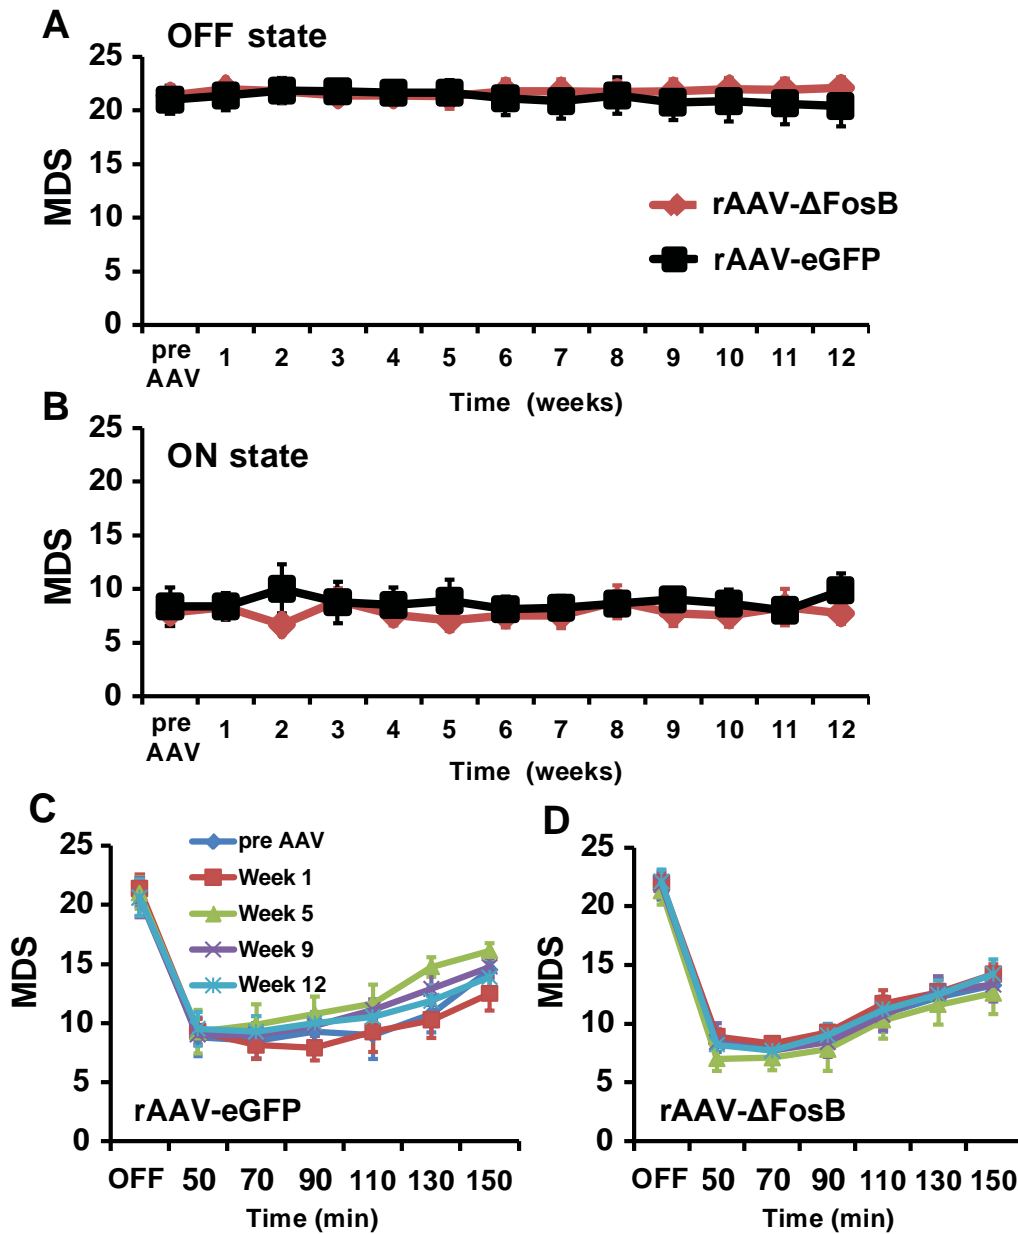 A
OFF state
25
20
15
10
5
0
MDS
rAAV-ΔFosB
rAAV-eGFP
pre AAV 1 2 3 4 5 6 7 8 9 10 11 12
Time (weeks)
B
ON state
25
20
15
10
5
0
MDS
pre AAV 1 2 3 4 5 6 7 8 9 10 11 12
Time (weeks)
C
25
20
15
10
5
0
MDS
pre AAV
Week 1
Week 5
Week 9
Week 12
rAAV-eGFP
OFF 50 70 90 110 130 150
Time (min)
D
25
20
15
10
5
0
MDS
rAAV-ΔFosB
OFF 50 70 90 110 130 150
Time (min)